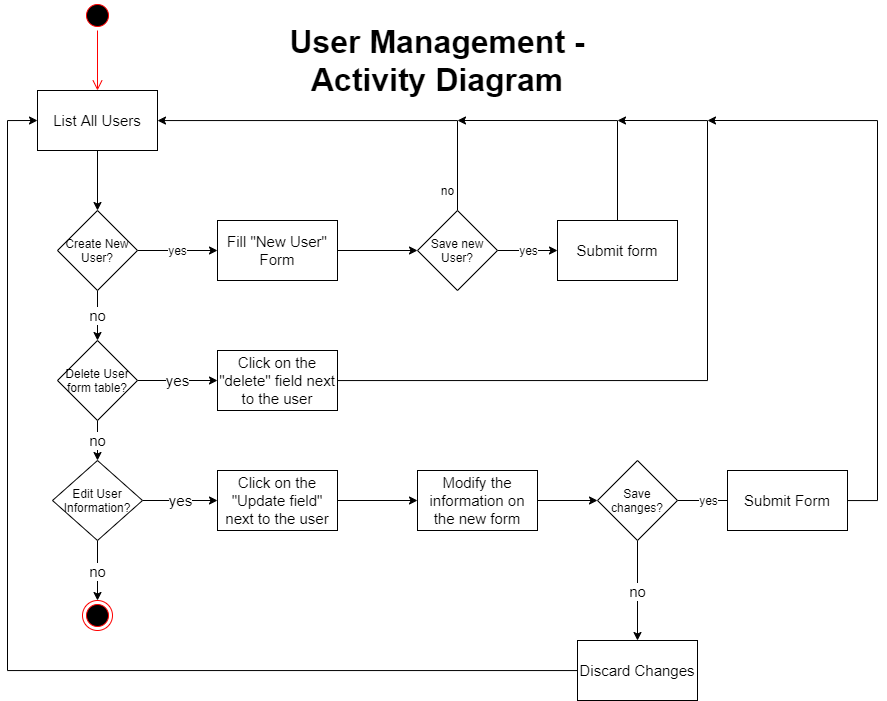 User Management -
Activity Diagram
List All Users
no
Create New
User?
yes
Fill "New User"
Form
Save new
User?
yes
Submit form
no
Delete User
form table?
yes
Click on the
"delete" field next
to the user
no
Edit User
Information?
yes
Click on the
"Update field"
next to the user
Modify the
information on
the new form
Save
changes?
yes
Submit Form
no
no
Discard Changes